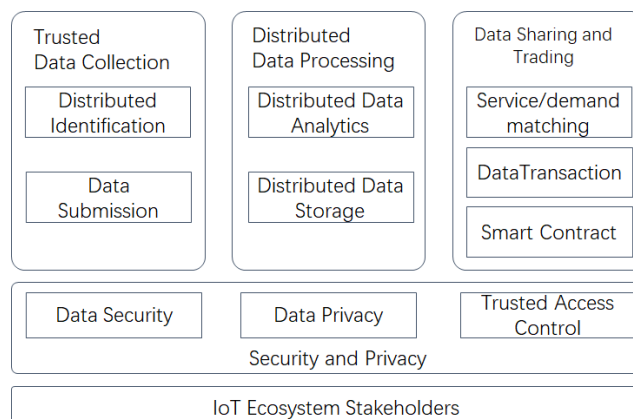 Trusted
Data Collection
Distributed
Identification
Data
Submission
Distributed
Data Processing
Distributed Data
Analytics
Distributed Data
Storage
Data Sharing and
Trading
Service/demand
matching
DataTransaction
Smart Contract
Data Security
Data Privacy
Trusted Access
Control
Security and Privacy
IoT Ecosystem Stakeholders